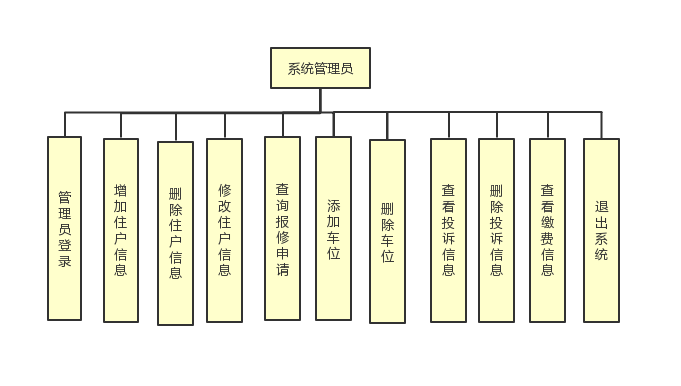 系统管理员
管理员登录
增加住户信息
删除住户信息
修改住户信息
查询报修申请
添加车位
删除车位
查看投诉信息
删除投诉信息
查看缴费信息
退出系统